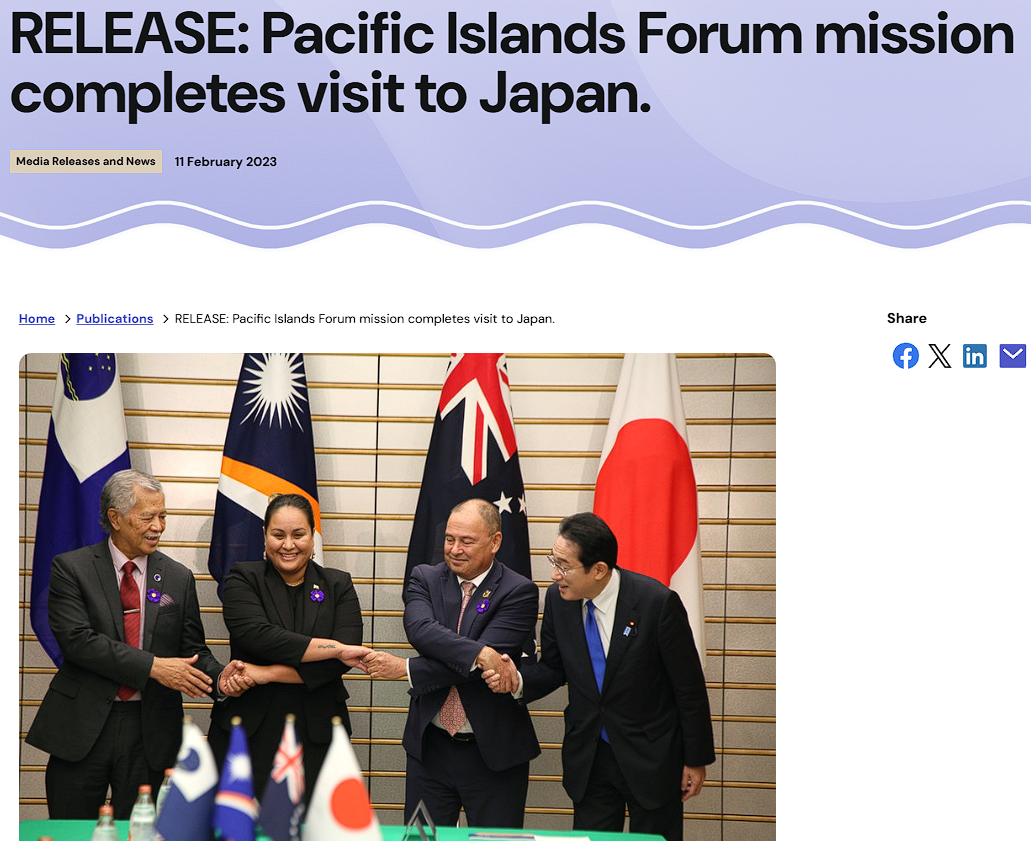 RELEASE: Pacific Islands Forum mission
completes visit to Japan.
Media Releases and News 11 February 2023
Home > Publications > RELEASE: Pacific Islands Forum mission completes visit to Japan.
Share